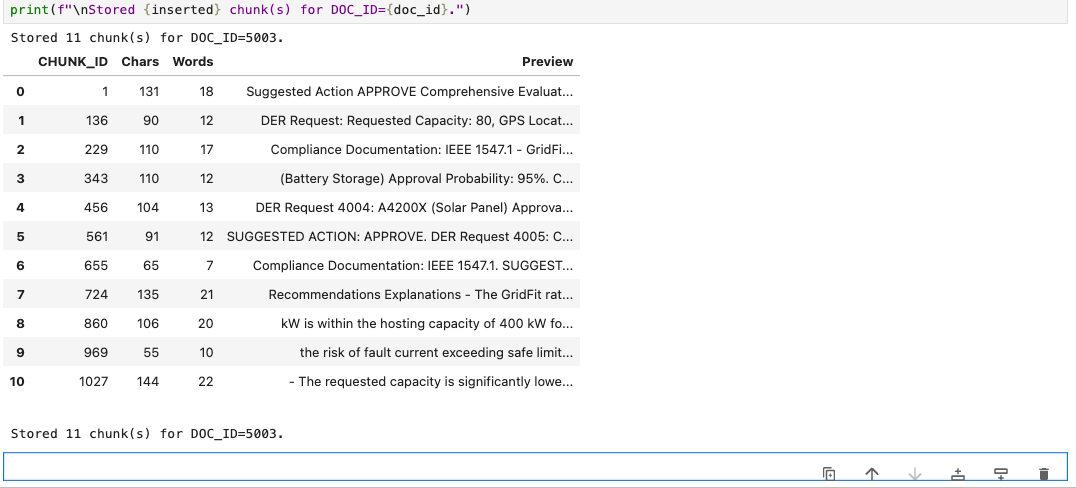 print(f"\nStored {inserted} chunk(s) for DOC_ID={doc_id}.")
Stored 11 chunk(s) for DOC_ID=5003.
CHUNK_ID Chars Words Preview
0 1 131 18 Suggested Action APPROVE Comprehensive Evaluat...
1 136 90 12 DER Request: Requested Capacity: 80, GPS Locat...
2 229 110 17 Compliance Documentation: IEEE 1547.1 - GridFi...
3 343 110 12 (Battery Storage) Approval Probability: 95%. C...
4 456 104 13 DER Request 4004: A4200X (Solar Panel) Approva...
5 561 91 12 SUGGESTED ACTION: APPROVE. DER Request 4005: C...
6 655 65 7 Compliance Documentation: IEEE 1547.1. SUGGEST...
7 724 135 21 Recommendations Explanations - The GridFit rat...
8 860 106 20 kW is within the hosting capacity of 400 kW fo...
9 969 55 10 the risk of fault current exceeding safe limit...
10 1027 144 22 - The requested capacity is significantly lowe...
Stored 11 chunk(s) for DOC_ID=5003.